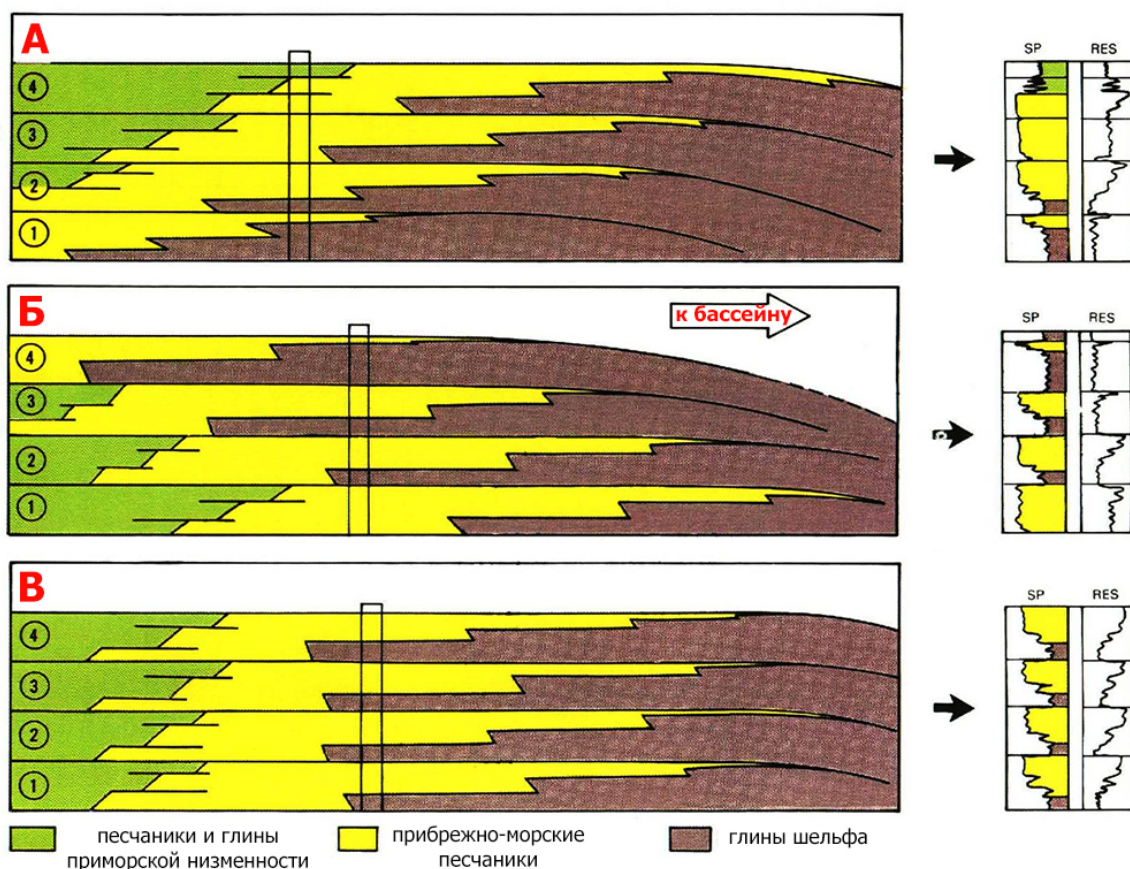 А
4
3
2
1
SP RES
Б
к бассейну
4
3
2
1
SP RES
В
4
3
2
1
SP RES
песчаники и глины
приморской низменности
прибрежно-морские
песчаники
глины шельфа